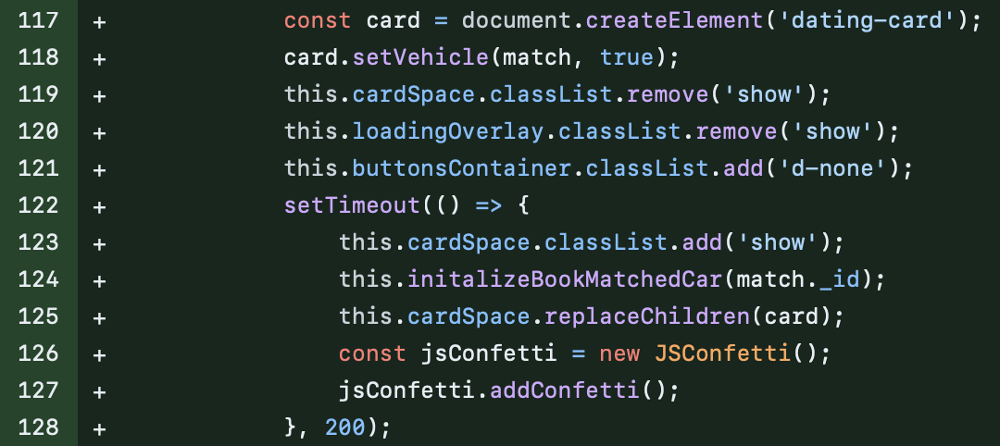 117 + const card = document.createElement('dating-card');
118 + card.setVehicle(match, true);
119 + this.cardSpace.classList.remove('show');
120 + this.loadingOverlay.classList.remove('show');
121 + this.buttonsContainer.classList.add('d-none');
122 + setTimeout(() => {
123 + this.cardSpace.classList.add('show');
124 + this.initalizeBookMatchedCar(match._id);
125 + this.cardSpace.replaceChildren(card);
126 + const jsConfetti = new JSConfetti();
127 + jsConfetti.addConfetti();
128 + }, 200);